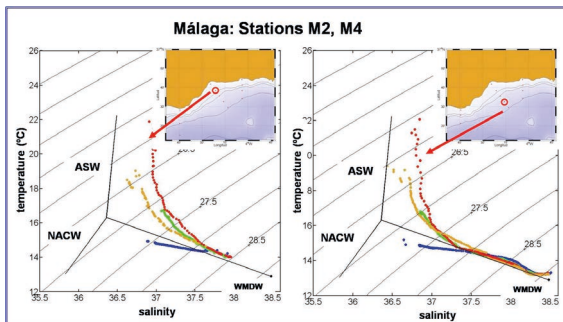 Málaga: Stations M2, M4
26
24
22
20
18
16
14
12
temperature (ºC)
ASW
NACW
26.5
27.5
28.5
WMDW
35.5 36 36.5 37 37.5 38 38.5
salinity
26
24
22
0
18
16
14
12
temperature (ºC)
ASW
NACW
26.5
27.5
28.5
WMDW
35.5 36 36.5 37 37.5 38 38.5
salinity